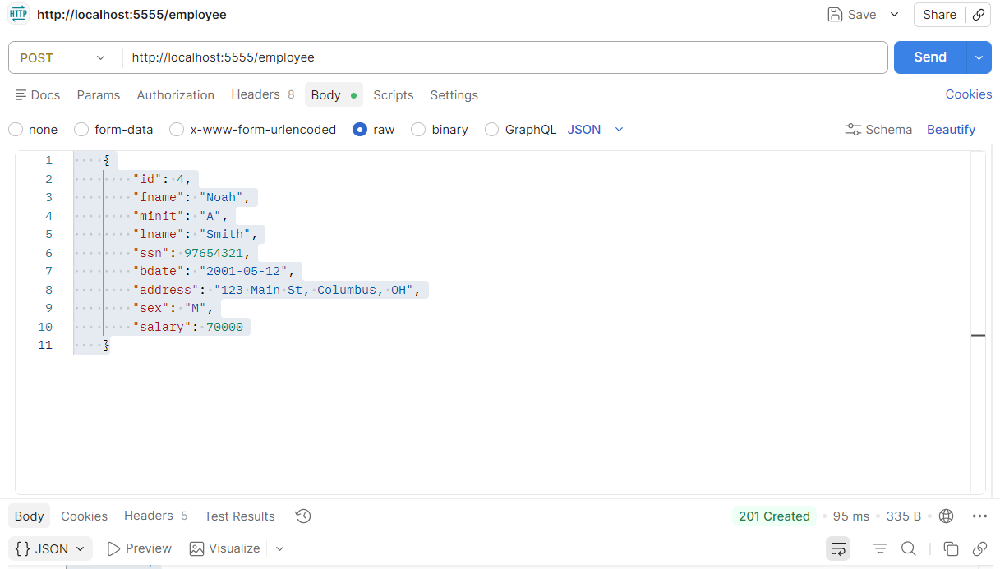 HTTP http://localhost:5555/employee Save Share
POST http://localhost:5555/employee Send
Docs Params Authorization Headers 8 Body Scripts Settings Cookies
none form-data x-www-form-urlencoded raw binary GraphQL JSON Schema Beautify
1 {
2 "id": 4,
3 "fname": "Noah",
4 "minit": "A",
5 "lname": "Smith",
6 "ssn": 97654321,
7 "bdate": "2001-05-12",
8 "address": "123 Main St, Columbus, OH",
9 "sex": "M",
10 "salary": 70000
11 }
Body Cookies Headers 5 Test Results 201 Created 95 ms 335 B
{} JSON Preview Visualize